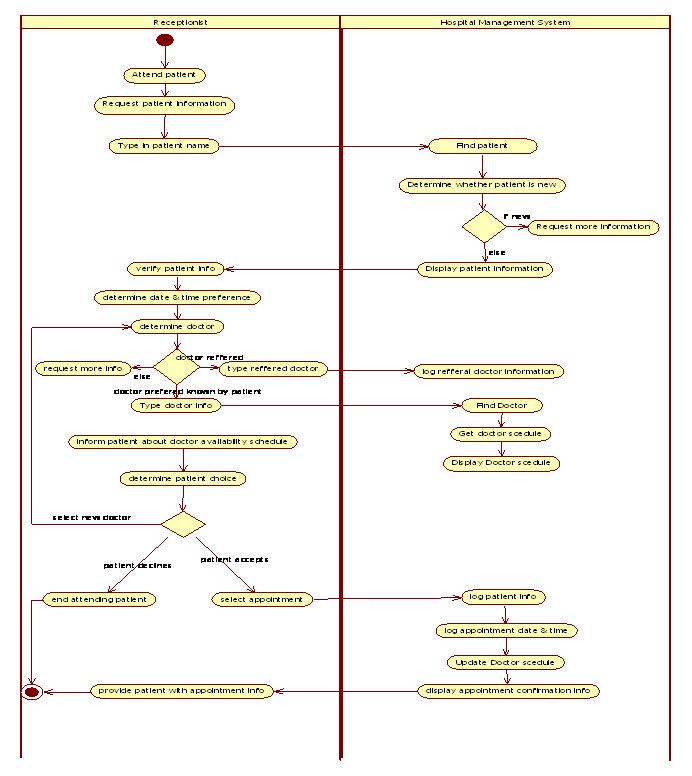 Receptionist
Hospital Management System
Attend patient
Request patient information
Type in patient name
Find patient
Determine whether patient is new
if news
Request more information
else
verify patient info
Display patient information
determine date & time preference
determine doctor
doctor reffered
request more info
type reffered doctor
log refferal doctor information
else
doctor prefered known by patient
Type doctor info
Find Doctor
Get doctor scedule
Inform patient about doctor availability schedule
Display Doctor scedule
determine patient choice
select new doctor
patient declines
patient accepts
end attending patient
select appointment
log patient info
log appointment date & time
Update Doctor scedule
provide patient with appointment info
display appointment confirmation info